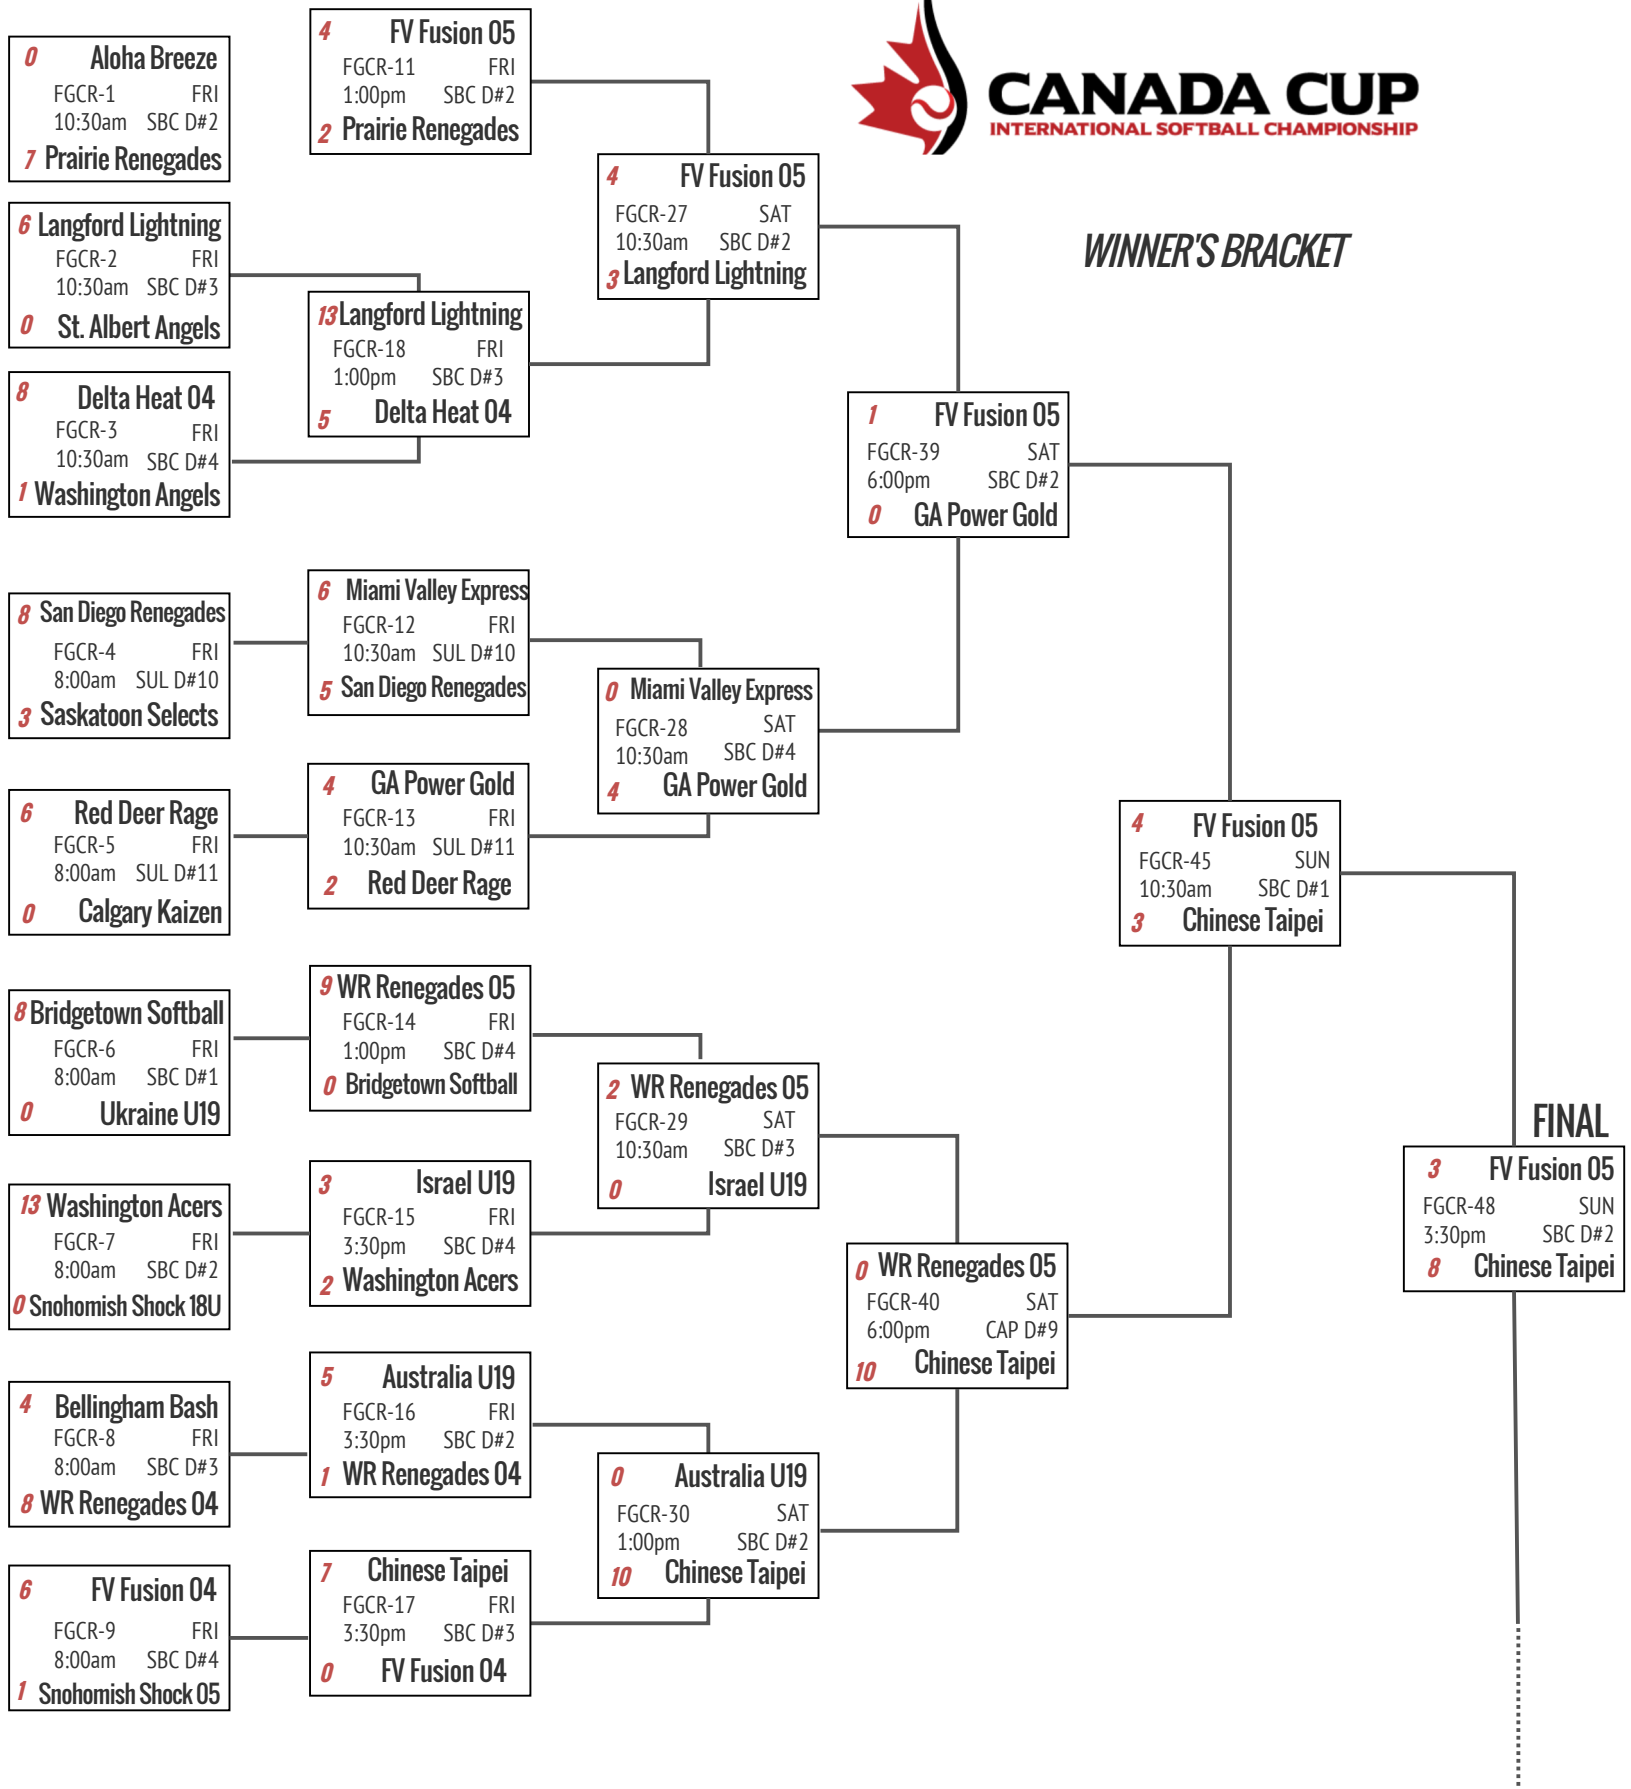 CANADA CUP
INTERNATIONAL SOFTBALL CHAMPIONSHIP
WINNER'S BRACKET
0 Aloha Breeze
FGCR-1 FRI
10:30am SBC D#2
7 Prairie Renegades
6 Langford Lightning
FGCR-2 FRI
10:30am SBC D#3
0 St. Albert Angels
8 Delta Heat 04
FGCR-3 FRI
10:30am SBC D#4
1 Washington Angels
8 San Diego Renegades
FGCR-4 FRI
8:00am SUL D#10
3 Saskatoon Selects
6 Red Deer Rage
FGCR-5 FRI
8:00am SUL D#11
0 Calgary Kaizen
8 Bridgetown Softball
FGCR-6 FRI
8:00am SBC D#1
0 Ukraine U19
13 Washington Acers
FGCR-7 FRI
8:00am SBC D#2
0 Snohomish Shock 18U
4 Bellingham Bash
FGCR-8 FRI
8:00am SBC D#3
8 WR Renegades 04
6 FV Fusion 04
FGCR-9 FRI
8:00am SBC D#4
1 Snohomish Shock 05
4 FV Fusion 05
FGCR-11 FRI
1:00pm SBC D#2
2 Prairie Renegades
13 Langford Lightning
FGCR-18 FRI
1:00pm SBC D#3
5 Delta Heat 04
6 Miami Valley Express
FGCR-12 FRI
10:30am SUL D#10
5 San Diego Renegades
4 GA Power Gold
FGCR-13 FRI
10:30am SUL D#11
2 Red Deer Rage
9 WR Renegades 05
FGCR-14 FRI
1:00pm SBC D#4
0 Bridgetown Softball
3 Israel U19
FGCR-15 FRI
3:30pm SBC D#4
2 Washington Acers
5 Australia U19
FGCR-16 FRI
3:30pm SBC D#2
1 WR Renegades 04
7 Chinese Taipei
FGCR-17 FRI
3:30pm SBC D#3
0 FV Fusion 04
4 FV Fusion 05
FGCR-27 SAT
10:30am SBC D#2
3 Langford Lightning
0 Miami Valley Express
FGCR-28 SAT
10:30am SBC D#4
4 GA Power Gold
2 WR Renegades 05
FGCR-29 SAT
10:30am SBC D#3
0 Israel U19
0 Australia U19
FGCR-30 SAT
1:00pm SBC D#2
10 Chinese Taipei
1 FV Fusion 05
FGCR-39 SAT
6:00pm SBC D#2
0 GA Power Gold
0 WR Renegades 05
FGCR-40 SAT
6:00pm CAP D#9
10 Chinese Taipei
4 FV Fusion 05
FGCR-45 SUN
10:30am SBC D#1
3 Chinese Taipei
FINAL
3 FV Fusion 05
FGCR-48 SUN
3:30pm SBC D#2
8 Chinese Taipei